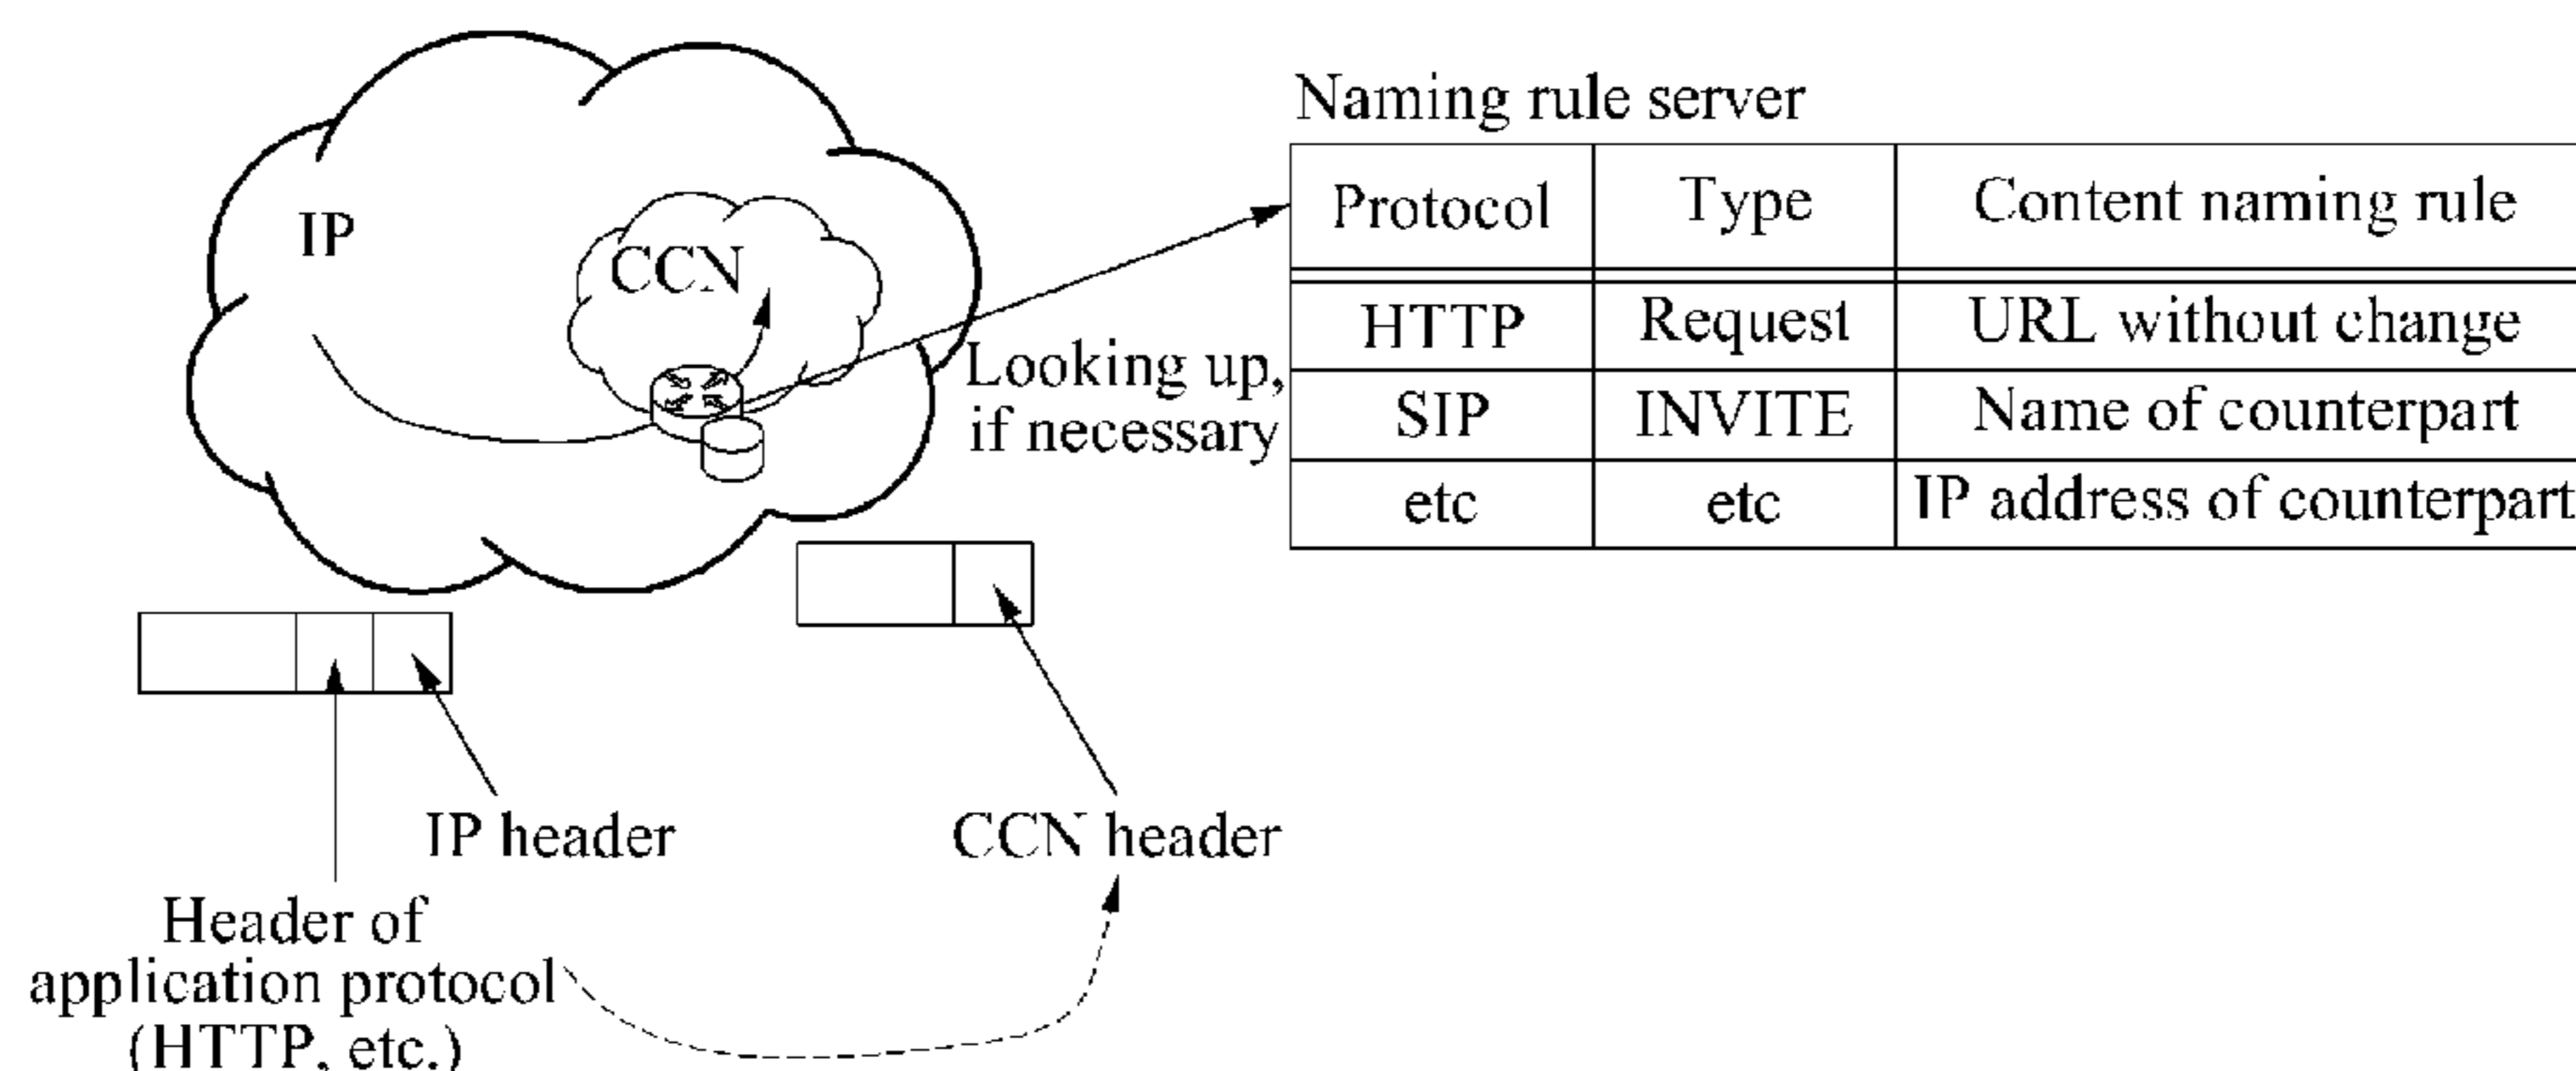 Naming rule server
Protocol Type Content naming rule
HTTP Request URL without change
SIP INVITE Name of counterpart
etc etc IP address of counterpart
IP
CCN
Looking up,
if necessary
IP header
CCN header
Header of
application protocol
(HTTP, etc.)